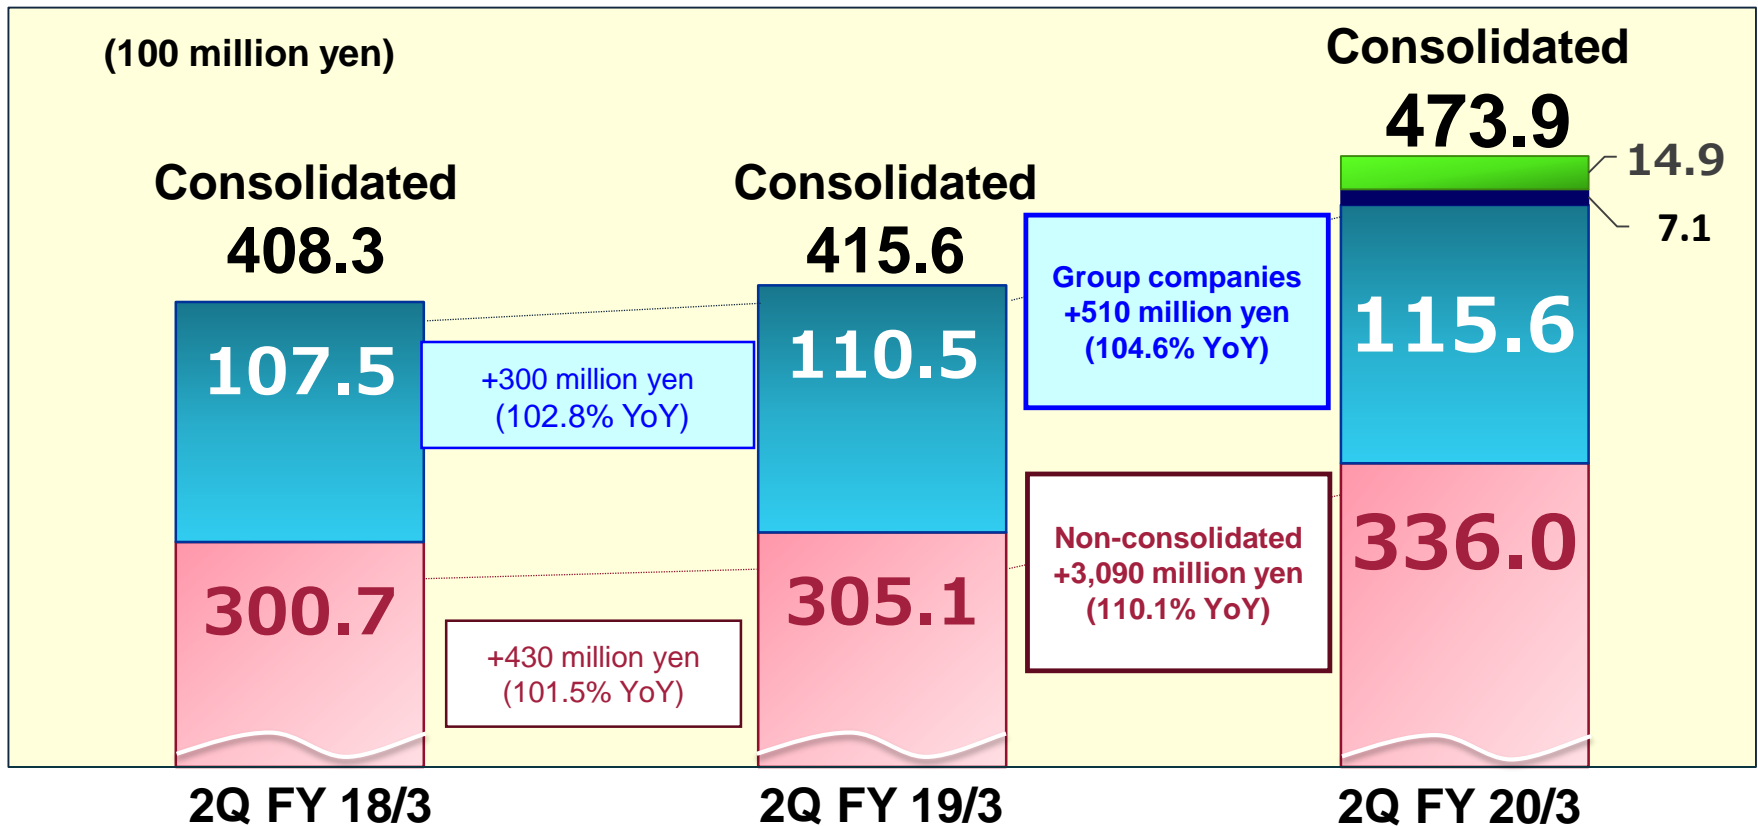 (100 million yen)
Consolidated
473.9
14.9
7.1
Consolidated
408.3
Consolidated
415.6
Group companies
+510 million yen
(104.6% YoY)
115.6
107.5
+300 million yen
(102.8% YoY)
110.5
Non-consolidated
+3,090 million yen
(110.1% YoY)
336.0
300.7
+430 million yen
(101.5% YoY)
305.1
2Q FY 18/3
2Q FY 19/3
2Q FY 20/3